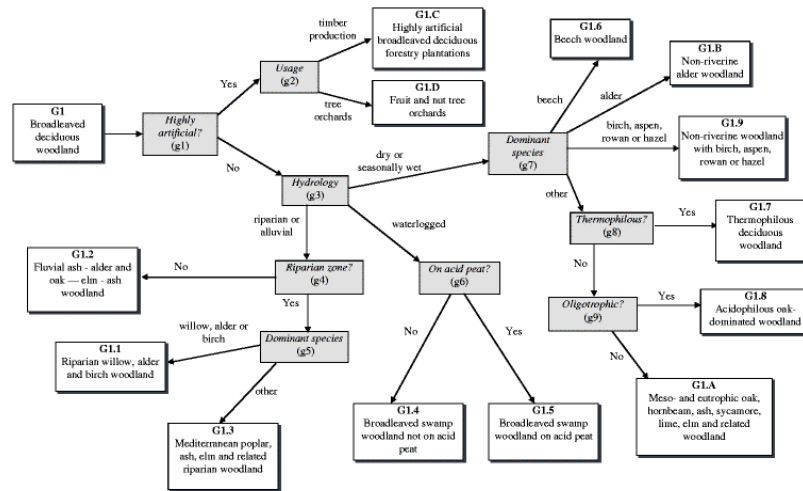 G1
Broadleaved
deciduous
woodland
Highly
artificial?
(g1)
Yes
No
Usage
(g2)
timber
production
tree
orchards
G1.C
Highly artificial
broadleaved deciduous
forestry plantations
G1.D
Fruit and nut tree
orchards
Hydrology
(g3)
dry or
seasonally wet
riparian or
alluvial
waterlogged
Dominant
species
(g7)
beech
alder
birch, aspen,
rowan or hazel
other
G1.6
Beech woodland
G1.B
Non-riverine
alder woodland
G1.9
Non-riverine woodland
with birch, aspen,
rowan or hazel
Thermophilous?
(g8)
Yes
No
G1.7
Thermophilous
deciduous
woodland
Oligotrophic?
(g9)
Yes
No
G1.8
Acidophilous oak-
dominated woodland
G1.A
Meso- and eutrophic oak,
hornbeam, ash, sycamore,
lime, elm and related
woodland
Riparian zone?
(g4)
No
Yes
G1.2
Fluvial ash - alder and
oak — elm - ash
woodland
Dominant species
(g5)
willow, alder or
birch
other
G1.1
Riparian willow, alder
and birch woodland
G1.3
Mediterranean poplar,
ash, elm and related
riparian woodland
On acid peat?
(g6)
No
Yes
G1.4
Broadleaved swamp
woodland not on acid
peat
G1.5
Broadleaved swamp
woodland on acid peat